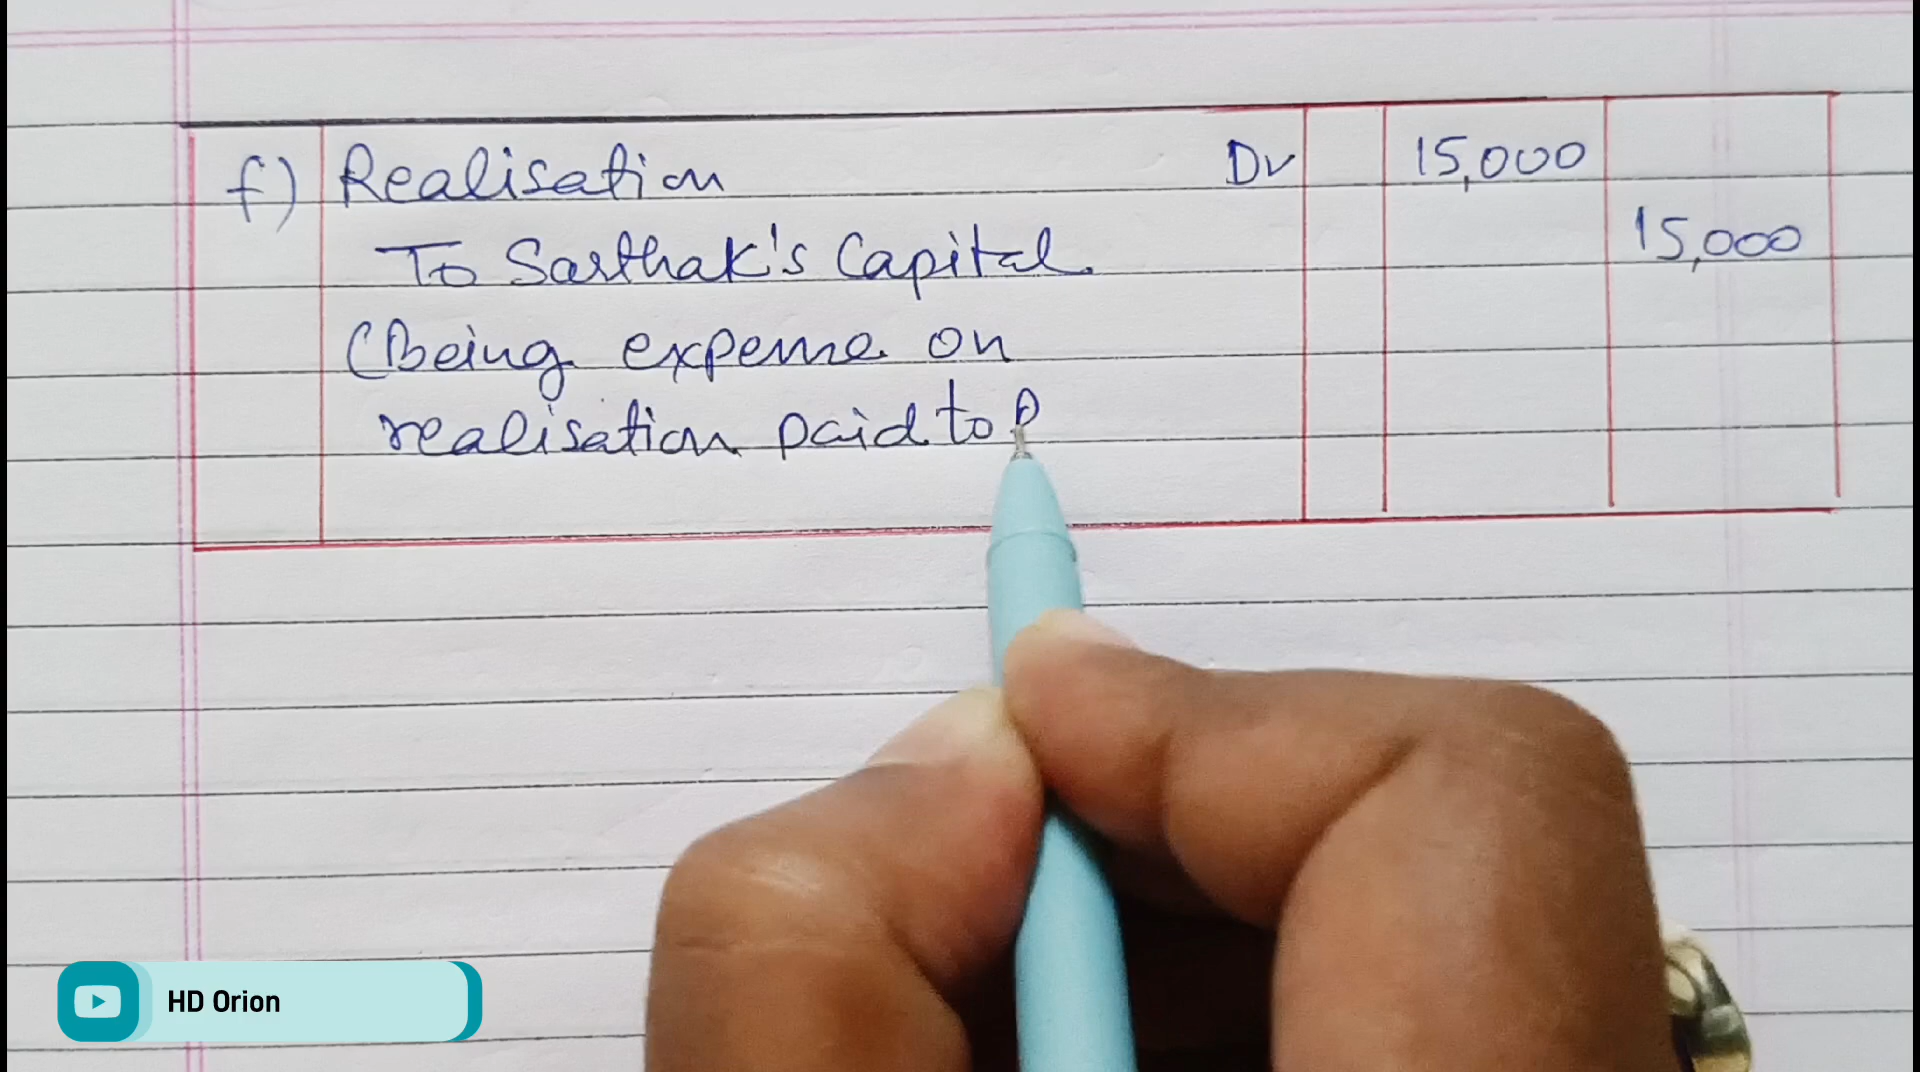 f) Realisation Dr 15,000
To Sarthak's Capital 15,000
(Being expense on
realisation paid to P
HD Orion